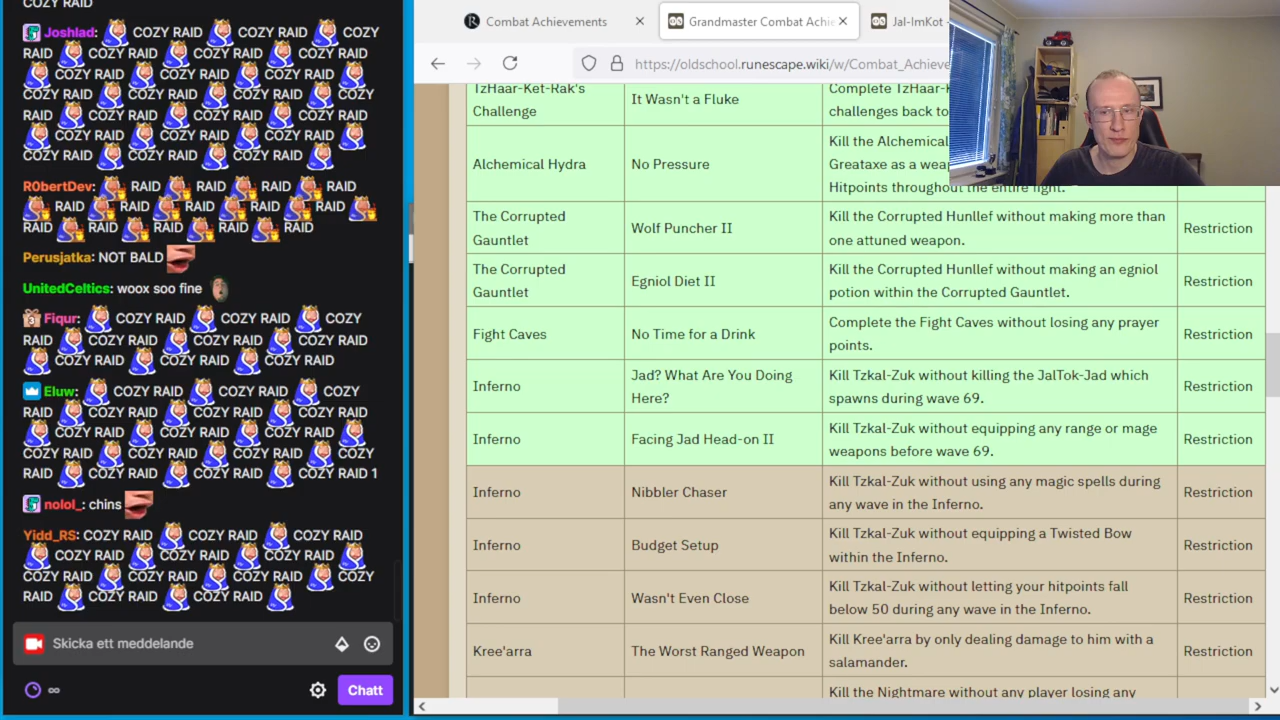 COZY RAID
Joshlad: COZY RAID COZY RAID COZY
RAID COZY RAID COZY RAID
COZY RAID COZY RAID COZY
RAID COZY RAID COZY RAID
COZY RAID COZY RAID COZY
RAID COZY RAID COZY RAID
COZY RAID COZY RAID
R0bertDev: RAID RAID RAID RAID
RAID RAID RAID RAID RAID
RAID RAID RAID RAID RAID
Perusjatka: NOT BALD
UnitedCeltics: woox soo fine
3 Fiqur: COZY RAID COZY RAID COZY
RAID COZY RAID COZY RAID
COZY RAID COZY RAID COZY RAID
Eluw: COZY RAID COZY RAID COZY
RAID COZY RAID COZY RAID
COZY RAID COZY RAID COZY
RAID COZY RAID COZY RAID
COZY RAID COZY RAID COZY RAID 1
nolol_: chins
Yidd_RS: COZY RAID COZY RAID
COZY RAID COZY RAID COZY
RAID COZY RAID COZY RAID COZY
RAID COZY RAID COZY RAID
Skicka ett meddelande
∞
Chatt
Combat Achievements
Grandmaster Combat Achie
Jal-ImKot
https://oldschool.runescape.wiki/w/Combat_Achieve
TzHaar-Ket-Rak's
Challenge
It Wasn't a Fluke
Complete TzHaar-K
challenges back to
Alchemical Hydra
No Pressure
Kill the Alchemical
Greataxe as a weap
Hitpoints throughout the entire fight.
The Corrupted
Gauntlet
Wolf Puncher II
Kill the Corrupted Hunllef without making more than
one attuned weapon.
Restriction
The Corrupted
Gauntlet
Egniol Diet II
Kill the Corrupted Hunllef without making an egniol
potion within the Corrupted Gauntlet.
Restriction
Fight Caves
No Time for a Drink
Complete the Fight Caves without losing any prayer
points.
Restriction
Inferno
Jad? What Are You Doing
Here?
Kill Tzkal-Zuk without killing the JalTok-Jad which
spawns during wave 69.
Restriction
Inferno
Facing Jad Head-on II
Kill Tzkal-Zuk without equipping any range or mage
weapons before wave 69.
Restriction
Inferno
Nibbler Chaser
Kill Tzkal-Zuk without using any magic spells during
any wave in the Inferno.
Restriction
Inferno
Budget Setup
Kill Tzkal-Zuk without equipping a Twisted Bow
within the Inferno.
Restriction
Inferno
Wasn't Even Close
Kill Tzkal-Zuk without letting your hitpoints fall
below 50 during any wave in the Inferno.
Restriction
Kree'arra
The Worst Ranged Weapon
Kill Kree'arra by only dealing damage to him with a
salamander.
Restriction
Kill the Nightmare without any player losing any